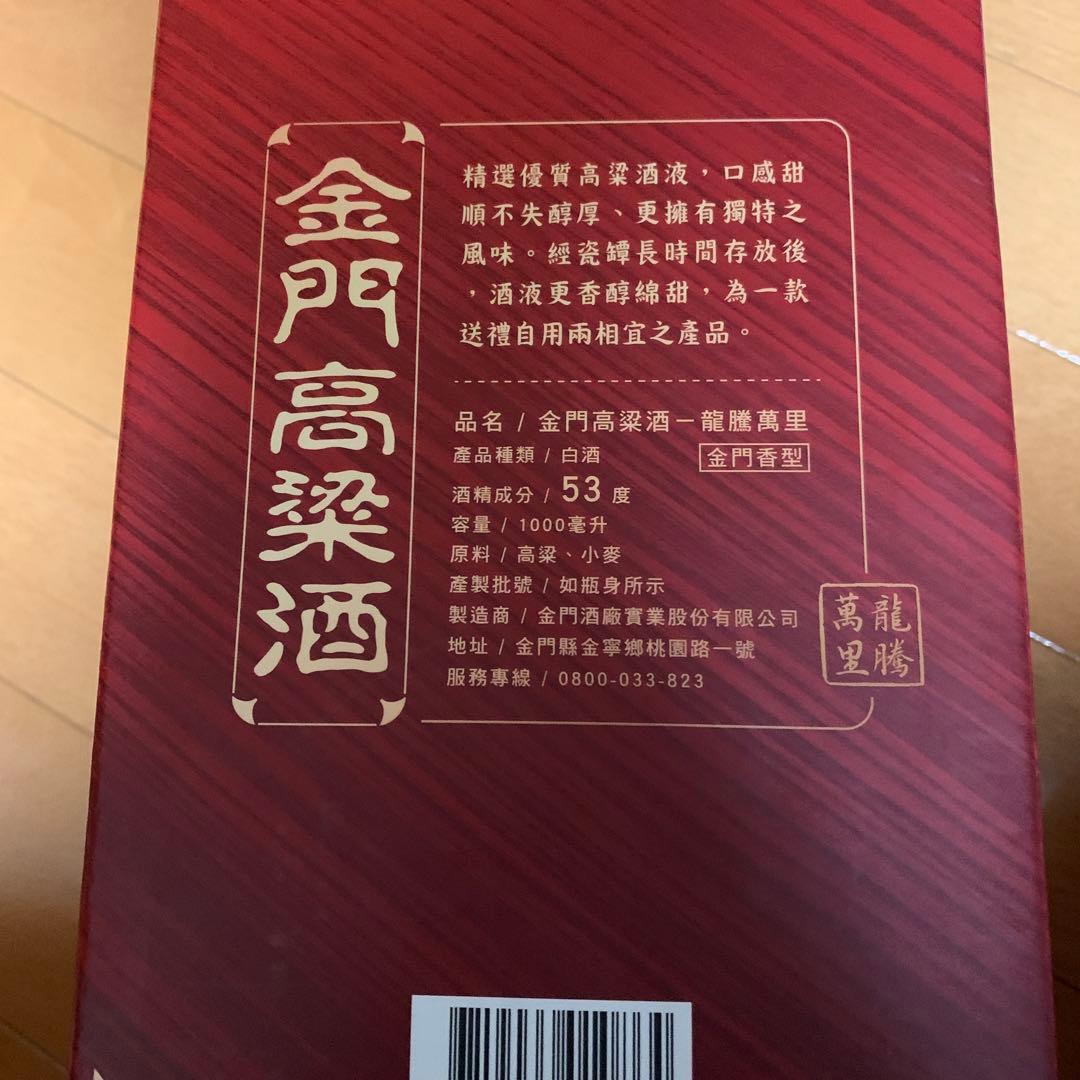 金門高粱酒
精選優質高粱酒液，口感甜
順不失醇厚、更擁有獨特之
風味。經瓷罈長時間存放後
，酒液更香醇綿甜，為一款
送禮自用兩相宜之產品。
品名 / 金門高粱酒－龍騰萬里
產品種類 / 白酒 金門香型
酒精成分 / 53 度
容量 / 1000毫升
原料 / 高粱、小麥
產製批號 / 如瓶身所示
製造商 / 金門酒廠實業股份有限公司
地址 / 金門縣金寧鄉桃園路一號
服務專線 / 0800-033-823
龍騰
萬里